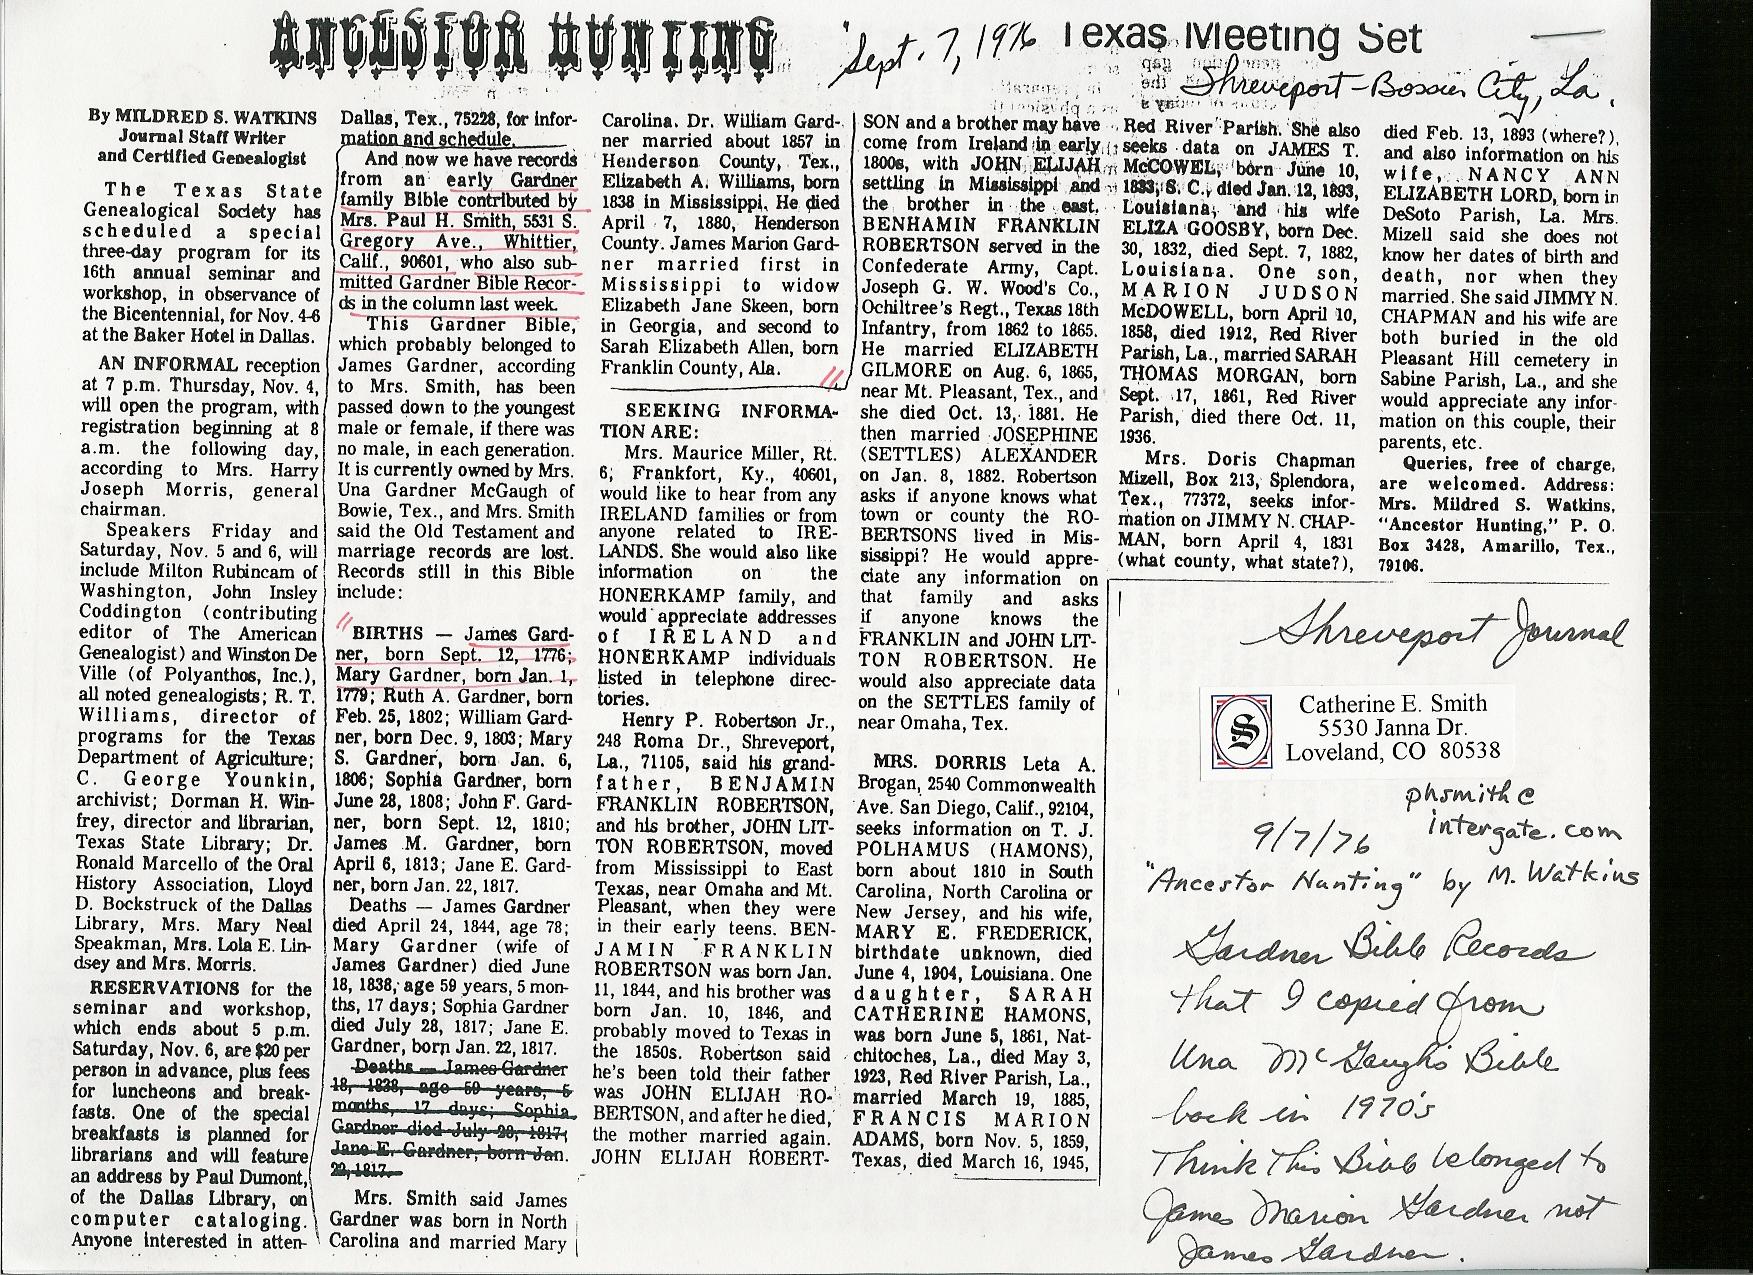 ANCESTOR HUNTING
Sept. 7, 1976
Texas Meeting Set
Shreveport-Bossier City, La.
By MILDRED S. WATKINS
Journal Staff Writer
and Certified Genealogist
The Texas State
Genealogical Society has
scheduled a special
three-day program for its
16th annual seminar and
workshop, in observance of
the Bicentennial, for Nov. 4-6
at the Baker Hotel in Dallas.
AN INFORMAL reception
at 7 p.m. Thursday, Nov. 4,
will open the program, with
registration beginning at 8
a.m. the following day,
according to Mrs. Harry
Joseph Morris, general
chairman.
Speakers Friday and
Saturday, Nov. 5 and 6, will
include Milton Rubincam of
Washington, John Insley
Coddington (contributing
editor of The American
Genealogist) and Winston De
Ville (of Polyanthos, Inc.),
all noted genealogists; R. T.
Williams, director of
programs for the Texas
Department of Agriculture;
C. George Younkin,
archivist; Dorman H. Win-
frey, director and librarian,
Texas State Library; Dr.
Ronald Marcello of the Oral
History Association, Lloyd
D. Bockstruck of the Dallas
Library, Mrs. Mary Neal
Speakman, Mrs. Lola E. Lin-
dsey and Mrs. Morris.
RESERVATIONS for the
seminar and workshop,
which ends about 5 p.m.
Saturday, Nov. 6, are $20 per
person in advance, plus fees
for luncheons and break-
fasts. One of the special
breakfasts is planned for
librarians and will feature
an address by Paul Dumont,
of the Dallas Library, on
computer cataloging.
Anyone interested in atten-
Dallas, Tex., 75228, for infor-
mation and schedule.
And now we have records
from an early Gardner
family Bible contributed by
Mrs. Paul H. Smith, 5531 S.
Gregory Ave., Whittier,
Calif., 90601, who also sub-
mitted Gardner Bible Recor-
ds in the column last week.
This Gardner Bible,
which probably belonged to
James Gardner, according
to Mrs. Smith, has been
passed down to the youngest
male or female, if there was
no male, in each generation.
It is currently owned by Mrs.
Una Gardner McGaugh of
Bowie, Tex., and Mrs. Smith
said the Old Testament and
marriage records are lost.
Records still in this Bible
include:
"BIRTHS — James Gard-
ner, born Sept. 12, 1776;
Mary Gardner, born Jan. 1,
1779; Ruth A. Gardner, born
Feb. 25, 1802; William Gard-
ner, born Dec. 9, 1803; Mary
S. Gardner, born Jan. 6,
1806; Sophia Gardner, born
June 28, 1808; John F. Gard-
ner, born Sept. 12, 1810;
James M. Gardner, born
April 6, 1813; Jane E. Gard-
ner, born Jan. 22, 1817.
Deaths — James Gardner
died April 24, 1844, age 78;
Mary Gardner (wife of
James Gardner) died June
18, 1838, age 59 years, 5 mon-
ths, 17 days; Sophia Gardner
died July 28, 1817; Jane E.
Gardner, born Jan. 22, 1817.
Deaths — James Gardner
18, 1838, age 59 years, 5
months, 17 days; Sophia
Gardner died July 28, 1817;
Jane E. Gardner, born Jan.
22, 1817.
Mrs. Smith said James
Gardner was born in North
Carolina and married Mary
Carolina. Dr. William Gard-
ner married about 1857 in
Henderson County, Tex.,
Elizabeth A. Williams, born
1838 in Mississippi. He died
April 7, 1880, Henderson
County. James Marion Gard-
ner married first in
Mississippi to widow
Elizabeth Jane Skeen, born
in Georgia, and second to
Sarah Elizabeth Allen, born
Franklin County, Ala. "
SEEKING INFORMA-
TION ARE:
Mrs. Maurice Miller, Rt.
6, Frankfort, Ky., 40601,
would like to hear from any
IRELAND families or from
anyone related to IRE-
LANDS. She would also like
information on the
HONERKAMP family, and
would appreciate addresses
of IRELAND and
HONERKAMP individuals
listed in telephone direc-
tories.
Henry P. Robertson Jr.,
248 Roma Dr., Shreveport,
La., 71105, said his grand-
father, BENJAMIN
FRANKLIN ROBERTSON,
and his brother, JOHN LIT-
TON ROBERTSON, moved
from Mississippi to East
Texas, near Omaha and Mt.
Pleasant, when they were
in their early teens. BEN-
JAMIN FRANKLIN
ROBERTSON was born Jan.
11, 1844, and his brother was
born Jan. 10, 1846, and
probably moved to Texas in
the 1850s. Robertson said
he's been told their father
was JOHN ELIJAH RO-
BERTSON, and after he died,
the mother married again.
JOHN ELIJAH ROBERT-
SON and a brother may have
come from Ireland in early
1800s, with JOHN ELIJAH
settling in Mississippi and
the brother in the east.
BENHAMIN FRANKLIN
ROBERTSON served in the
Confederate Army, Capt.
Joseph G. W. Wood's Co.,
Ochiltree's Regt., Texas 18th
Infantry, from 1862 to 1865.
He married ELIZABETH
GILMORE on Aug. 6, 1865,
near Mt. Pleasant, Tex., and
she died Oct. 13, 1881. He
then married JOSEPHINE
(SETTLES) ALEXANDER
on Jan. 8, 1882. Robertson
asks if anyone knows what
town or county the RO-
BERTSONS lived in Mis-
sissippi? He would appre-
ciate any information on
that family and asks
if anyone knows the
FRANKLIN and JOHN LIT-
TON ROBERTSON. He
would also appreciate data
on the SETTLES family of
near Omaha, Tex.
MRS. DORRIS Leta A.
Brogan, 2540 Commonwealth
Ave. San Diego, Calif., 92104,
seeks information on T. J.
POLHAMUS (HAMONS),
born about 1810 in South
Carolina, North Carolina or
New Jersey, and his wife,
MARY E. FREDERICK,
birthdate unknown, died
June 4, 1904, Louisiana. One
daughter, SARAH
CATHERINE HAMONS,
was born June 5, 1861, Nat-
chitoches, La., died May 3,
1923, Red River Parish, La.,
married March 19, 1885,
FRANCIS MARION
ADAMS, born Nov. 5, 1859,
Texas, died March 16, 1945,
Red River Parish. She also
seeks data on JAMES T.
McCOWEL, born June 10,
1833, S. C., died Jan. 12, 1893,
Louisiana, and his wife
ELIZA GOOSBY, born Dec.
30, 1832, died Sept. 7, 1882,
Louisiana. One son,
MARION JUDSON
McDOWELL, born April 10,
1858, died 1912, Red River
Parish, La., married SARAH
THOMAS MORGAN, born
Sept. 17, 1861, Red River
Parish, died there Oct. 11,
1936.
Mrs. Doris Chapman
Mizell, Box 213, Splendora,
Tex., 77372, seeks infor-
mation on JIMMY N. CHAP-
MAN, born April 4, 1831
(what county, what state?),
died Feb. 13, 1893 (where?),
and also information on his
wife, NANCY ANN
ELIZABETH LORD, born in
DeSoto Parish, La. Mrs.
Mizell said she does not
know her dates of birth and
death, nor when they
married. She said JIMMY N.
CHAPMAN and his wife are
both buried in the old
Pleasant Hill cemetery in
Sabine Parish, La., and she
would appreciate any infor-
mation on this couple, their
parents, etc.
Queries, free of charge,
are welcomed. Address:
Mrs. Mildred S. Watkins,
"Ancestor Hunting," P. O.
Box 3428, Amarillo, Tex.,
79106.
Shreveport Journal
S
Catherine E. Smith
5530 Janna Dr.
Loveland, CO 80538
phsmith@
intergate.com
9/7/76
"Ancestor Hunting" by M. Watkins
Gardner Bible Records
that I copied from
Una McGaugh's Bible
back in 1970's
Think this Bible belonged to
James Marion Gardner not
James Gardner.